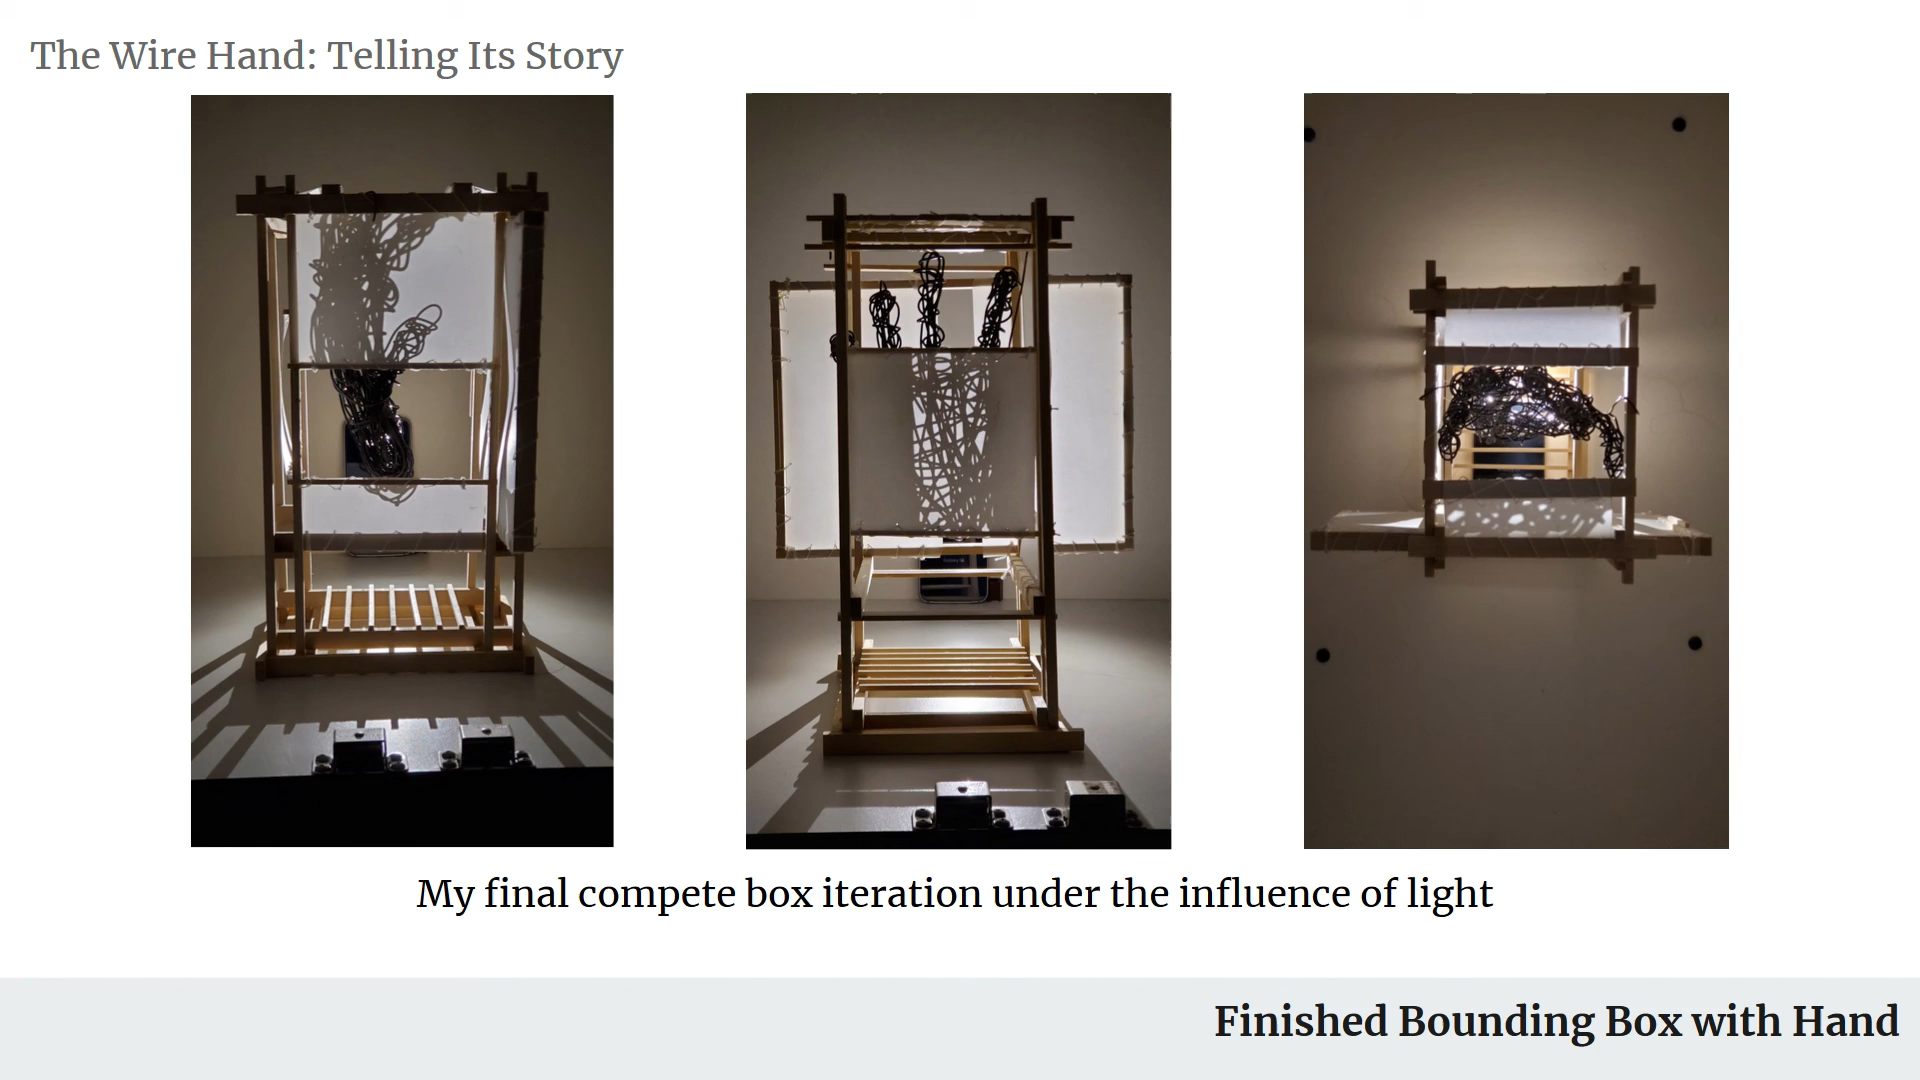 The Wire Hand: Telling Its Story
My final compete box iteration under the influence of light
Finished Bounding Box with Hand